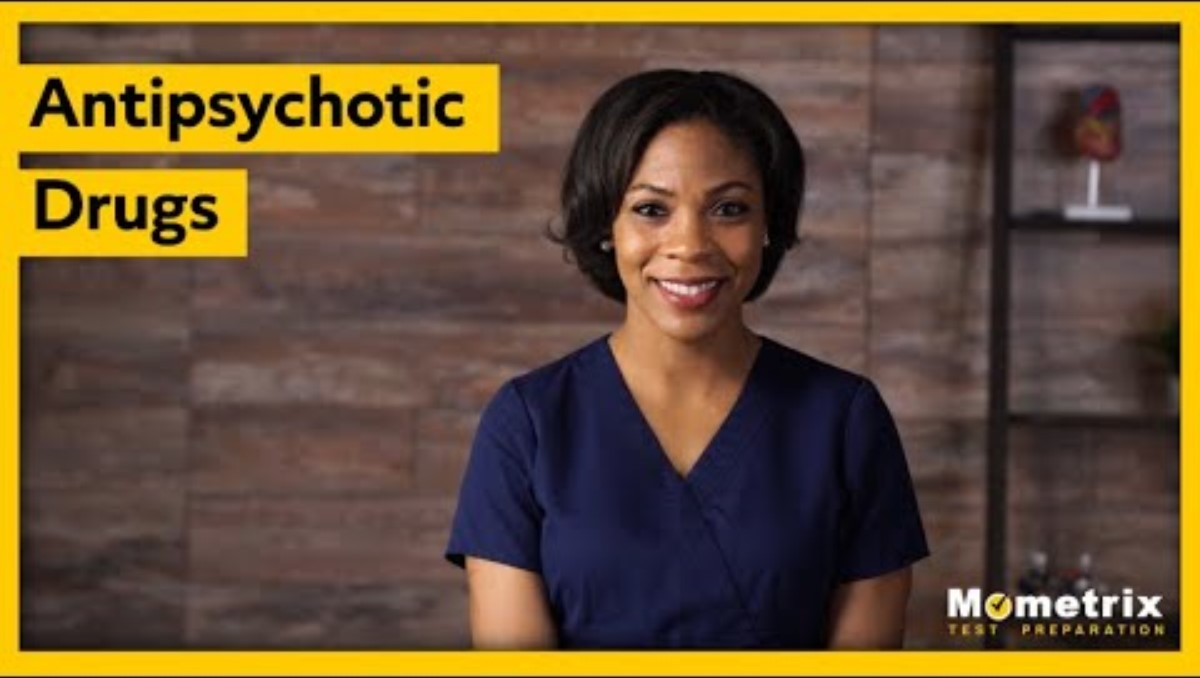 Antipsychotic
Drugs
Mometrix
TEST PREPARATION